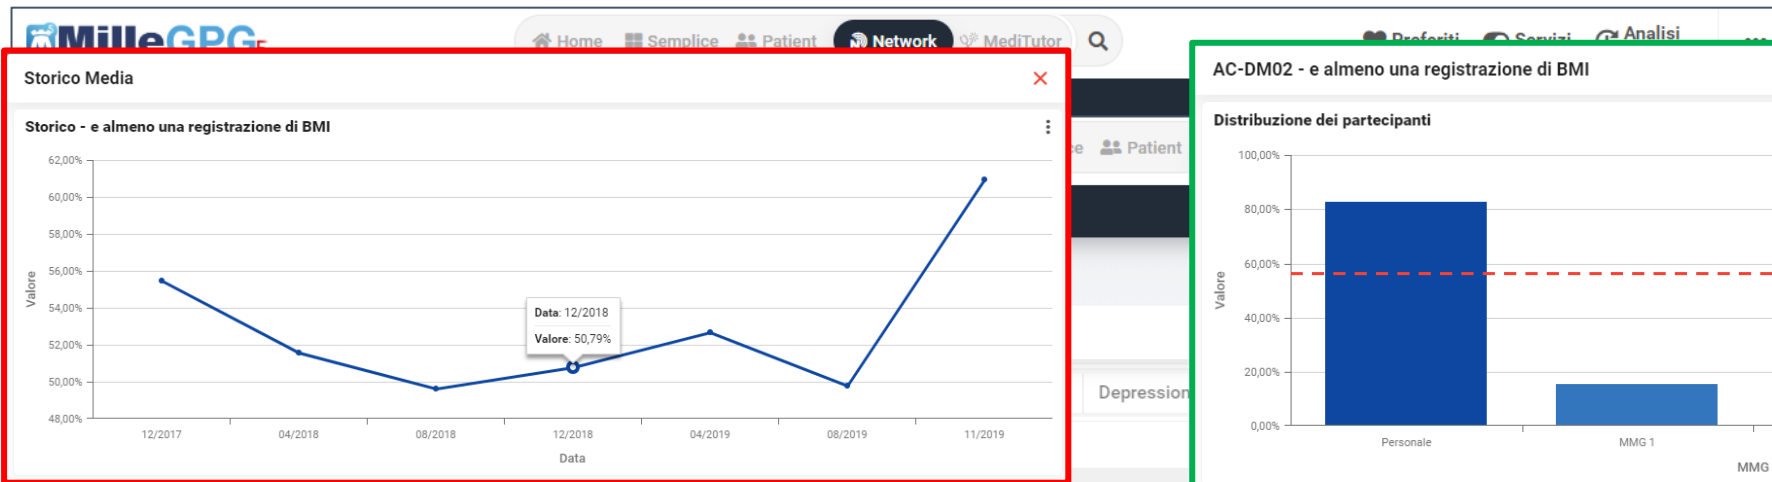 MilleGPG
Home Semplice Patient Network MediTutor
Preferiti Servizi Analisi
Storico Media
Storico - e almeno una registrazione di BMI
62,00%
60,00%
58,00%
56,00%
54,00%
52,00%
50,00%
48,00%
Valore
Data: 12/2018
Valore: 50,79%
12/2017 04/2018 08/2018 12/2018 04/2019 08/2019 11/2019
Data
ce Patient
Depression
AC-DM02 - e almeno una registrazione di BMI
Distribuzione dei partecipanti
100,00%
80,00%
60,00%
40,00%
20,00%
0,00%
Valore
Personale MMG 1
MMG